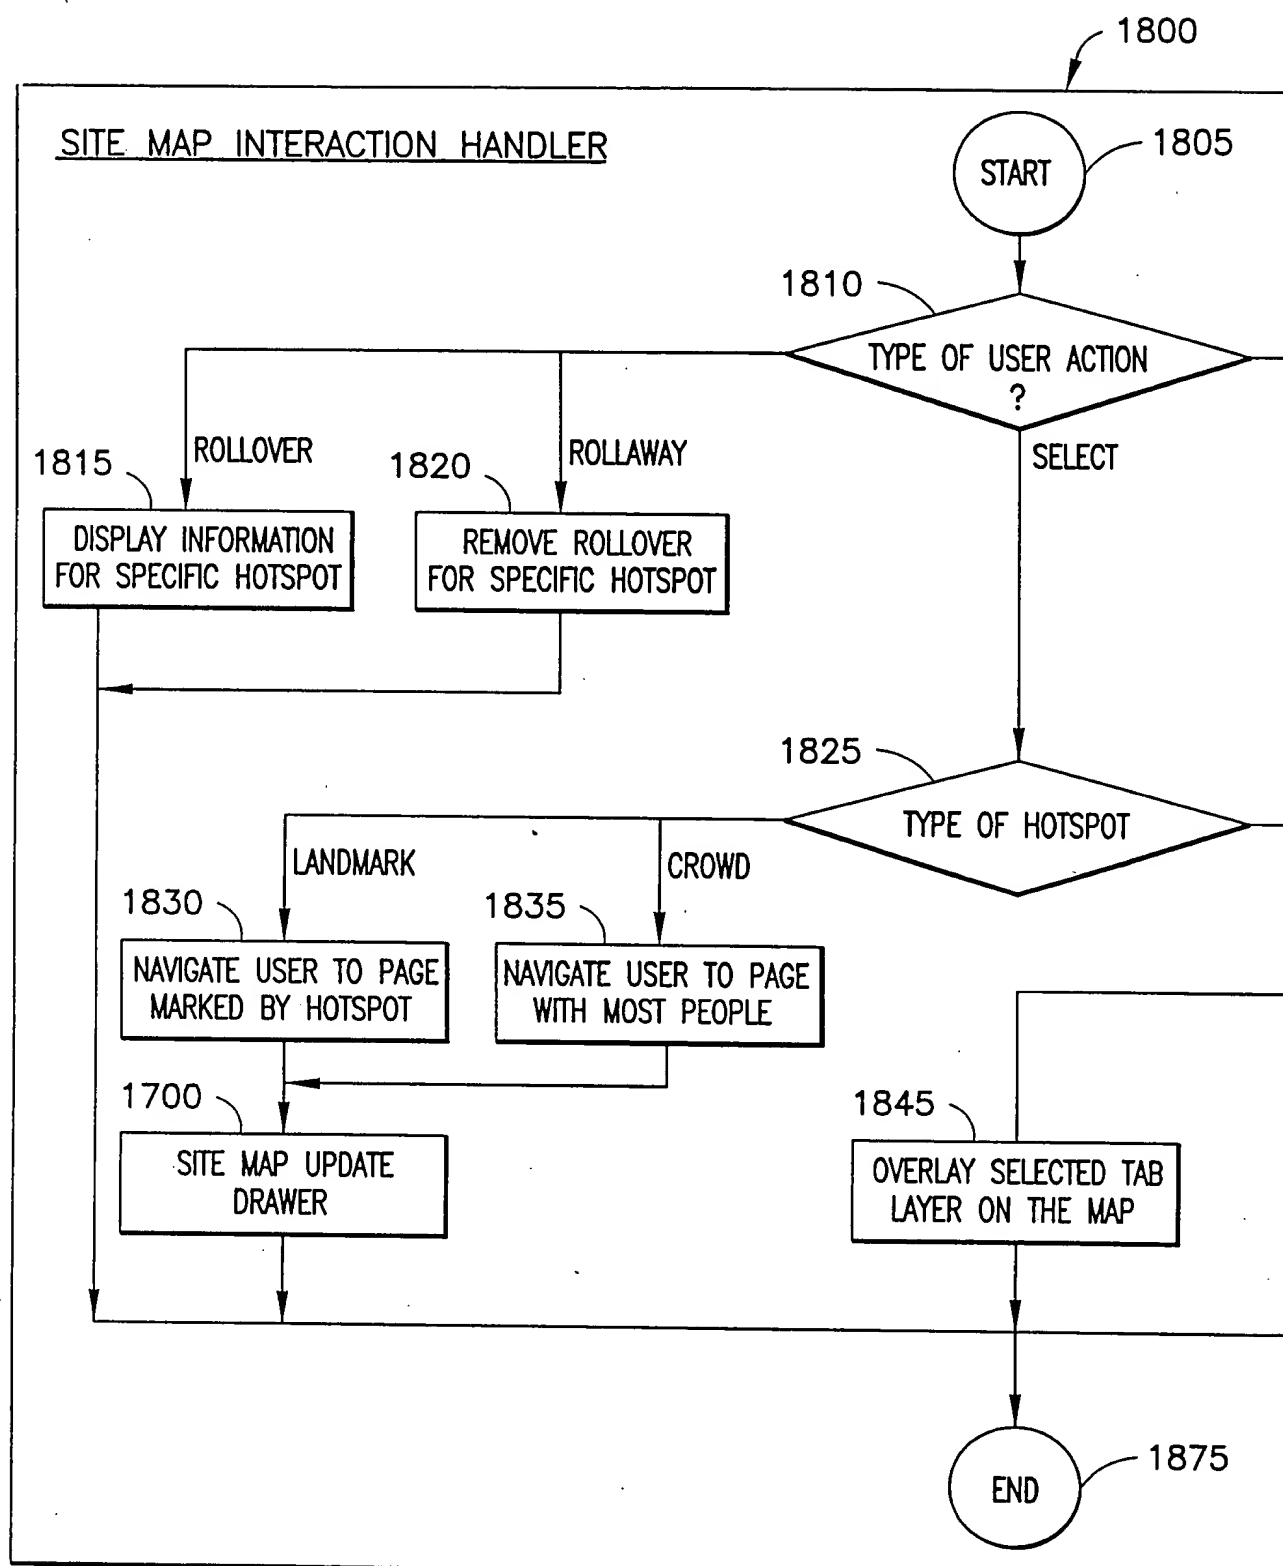 1800
SITE MAP INTERACTION HANDLER
START
1805
1810
TYPE OF USER ACTION
?
ROLLOVER
ROLLAWAY
SELECT
1815
DISPLAY INFORMATION
FOR SPECIFIC HOTSPOT
1820
REMOVE ROLLOVER
FOR SPECIFIC HOTSPOT
1825
TYPE OF HOTSPOT
LANDMARK
CROWD
1830
NAVIGATE USER TO PAGE
MARKED BY HOTSPOT
1835
NAVIGATE USER TO PAGE
WITH MOST PEOPLE
1700
SITE MAP UPDATE
DRAWER
1845
OVERLAY SELECTED TAB
LAYER ON THE MAP
END
1875